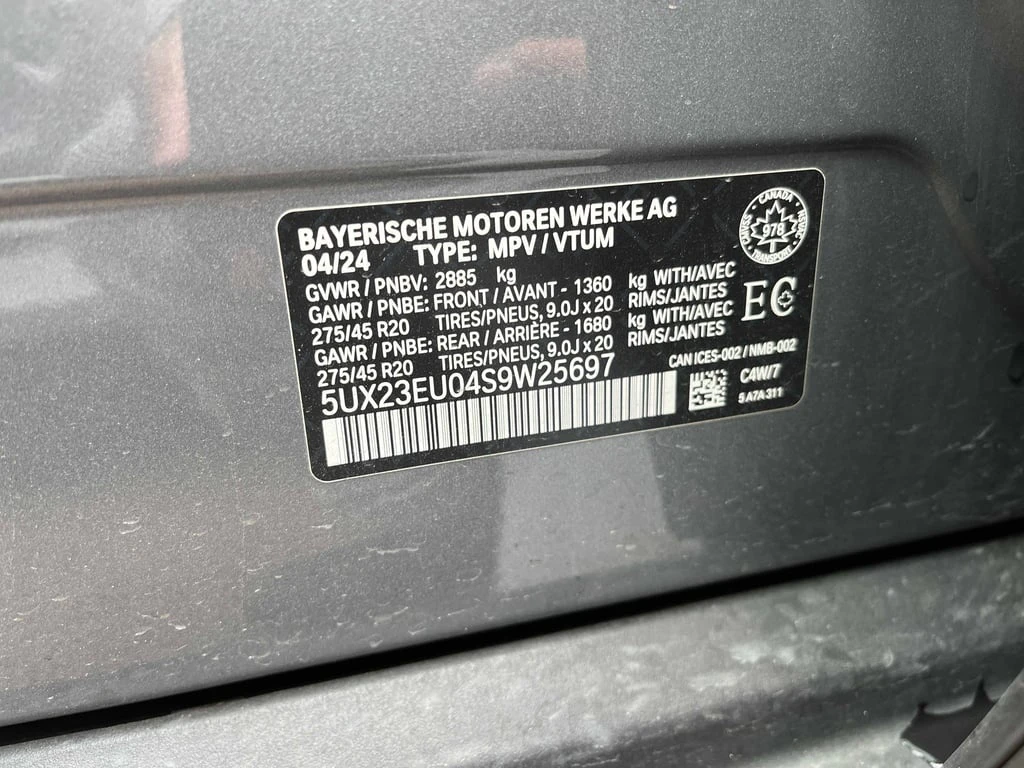 BAYERISCHE MOTOREN WERKE AG
04/24 TYPE: MPV / VTUM
GVWR / PNBV: 2885 kg
GAWR / PNBE: FRONT / AVANT - 1360 kg WITH/AVEC
275/45 R20 TIRES/PNEUS, 9.0J x 20 RIMS/JANTES
GAWR / PNBE: REAR / ARRIÈRE - 1680 kg WITH/AVEC
275/45 R20 TIRES/PNEUS, 9.0J x 20 RIMS/JANTES
5UX23EU04S9W25697
CANADA
978
TRANSPORT
EC
CAN ICES-002 / NMB-002
C4W/7
5 A7A 311